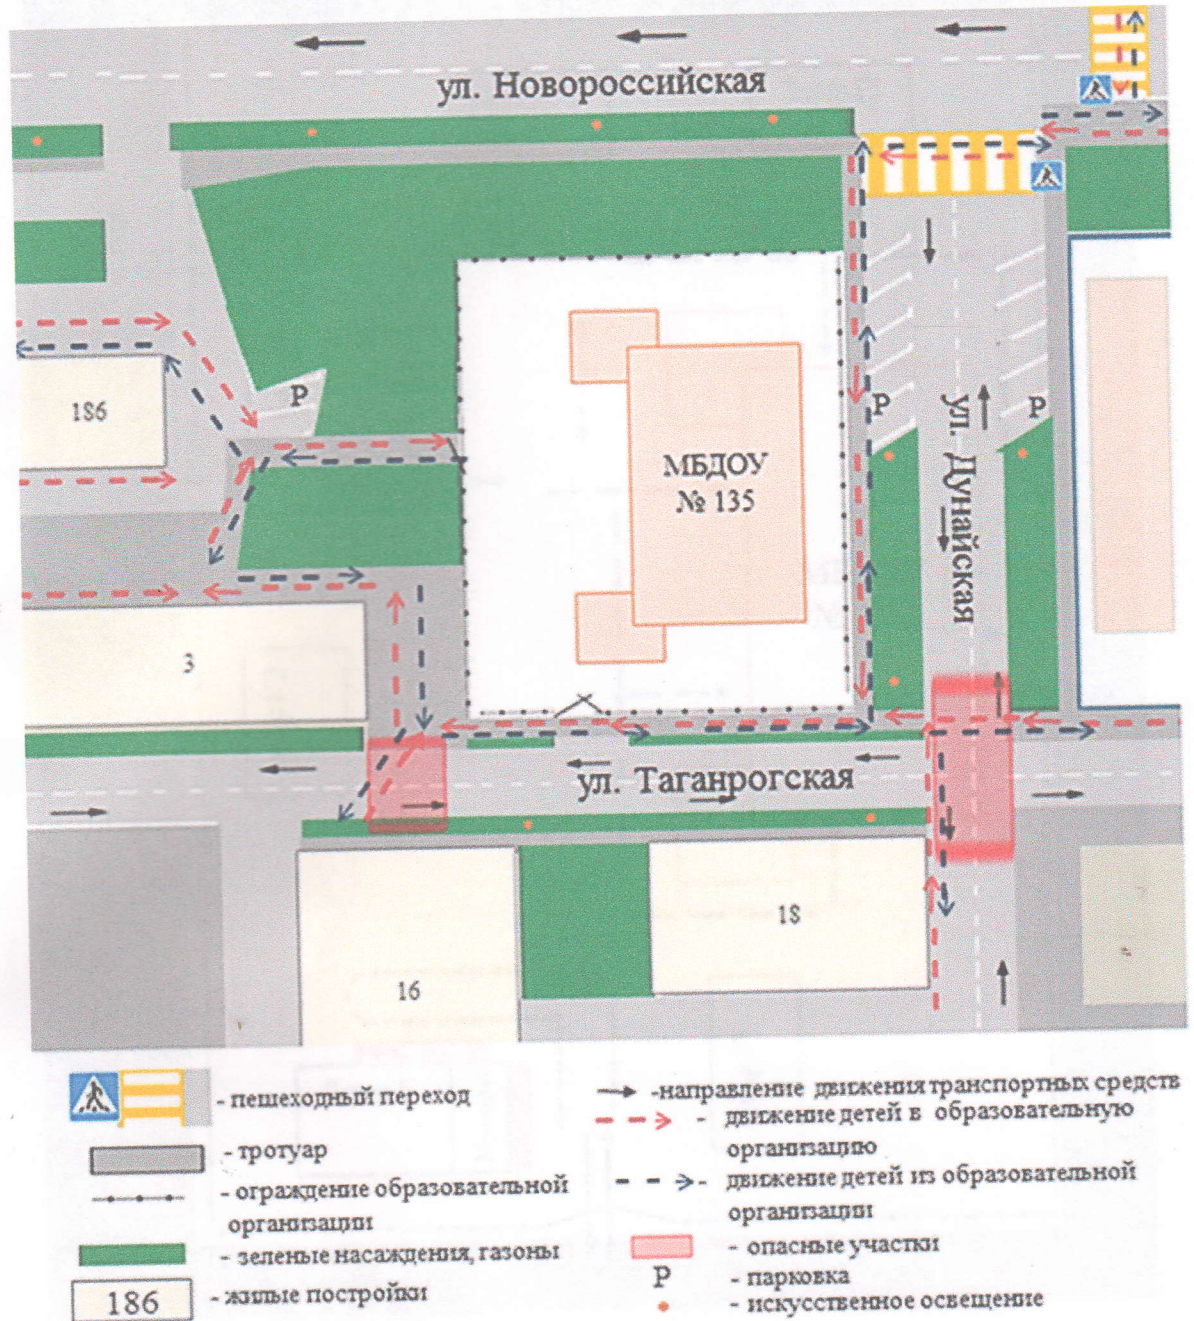 ул. Новороссийская
186
Р
МБДОУ
№ 135
Р
Р
ул. Дунайская
3
ул. Таганрогская
18
16
- пешеходный переход
- тротуар
- ограждение образовательной
организации
- зеленые насаждения, газоны
186
- жилые постройки
-направление движения транспортных средств
- движение детей в образовательную
организацию
- движение детей из образовательной
организации
- опасные участки
Р - парковка
- искусственное освещение